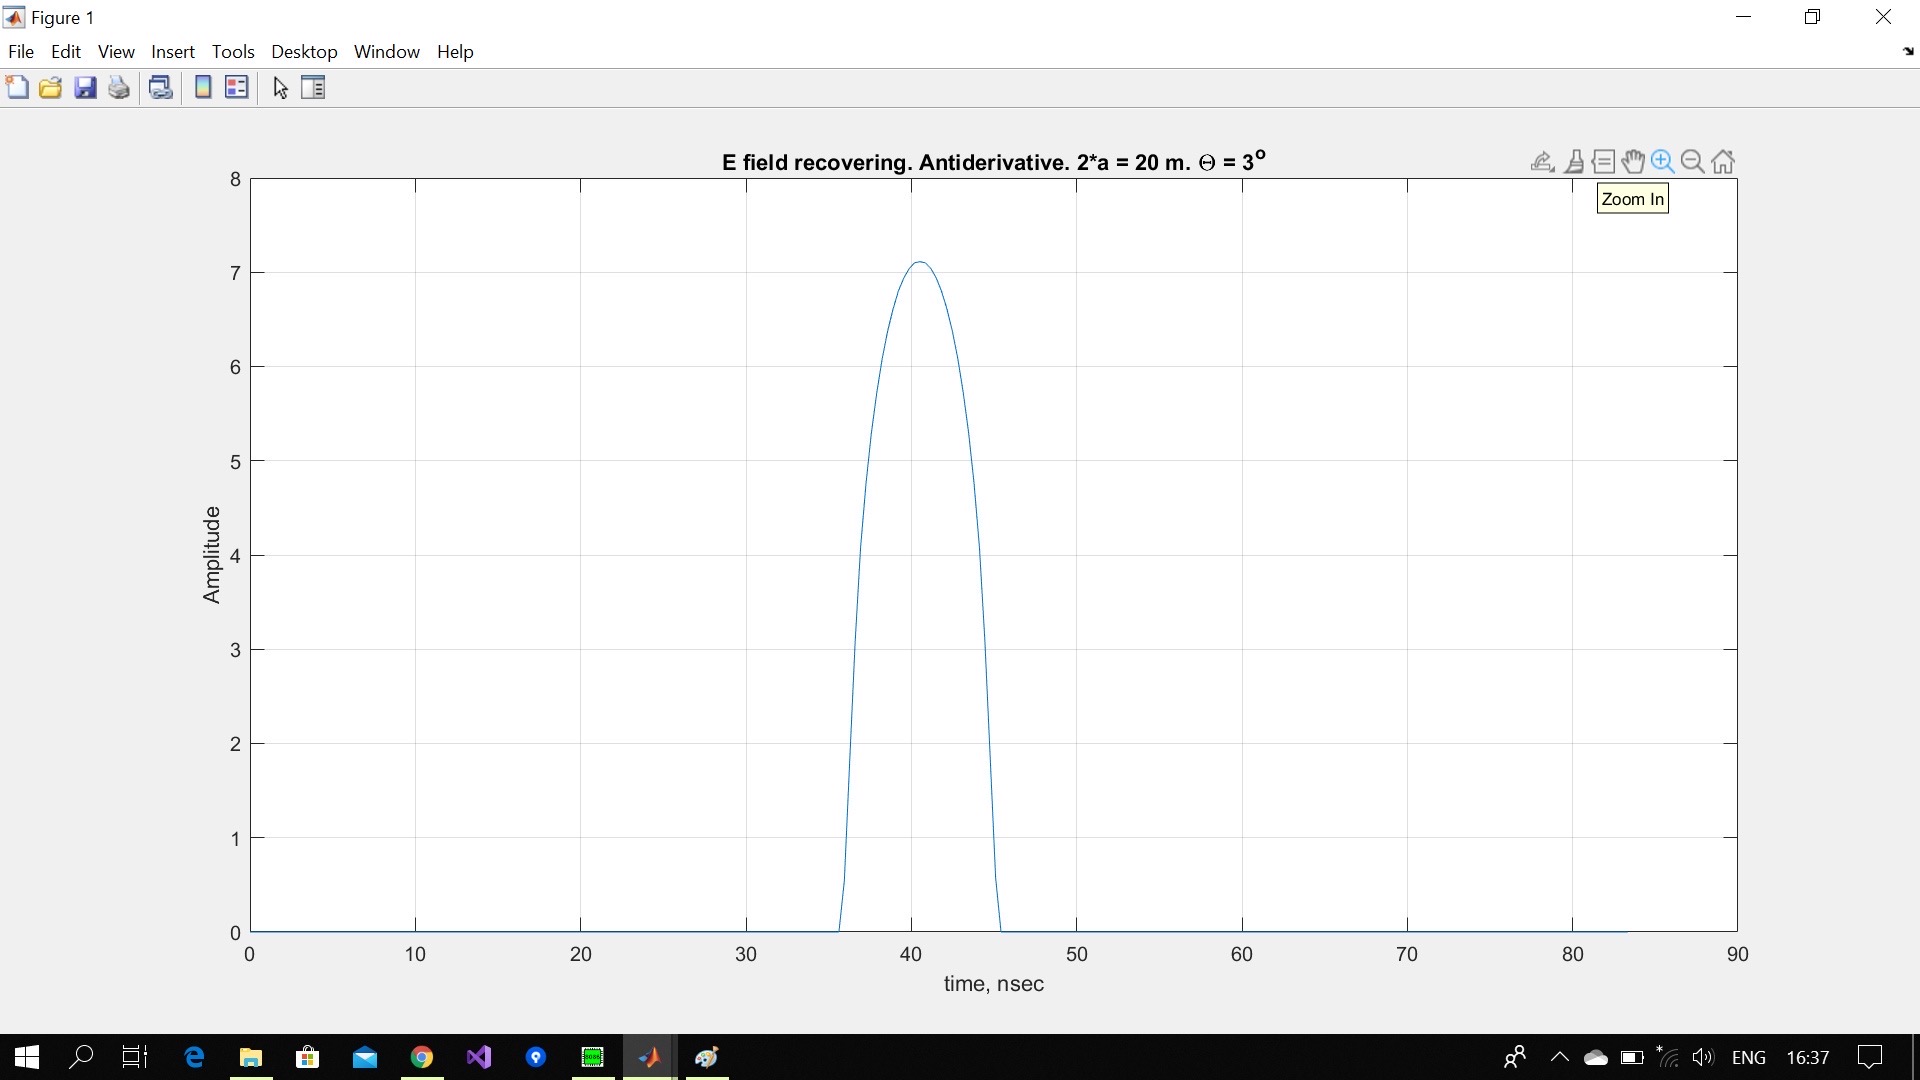 Figure 1
File Edit View Insert Tools Desktop Window Help
E field recovering. Antiderivative. 2*a = 20 m. Θ = 3°
Zoom In
8
7
6
5
4
3
2
1
0
Amplitude
0 10 20 30 40 50 60 70 80 90
time, nsec
ENG 16:37